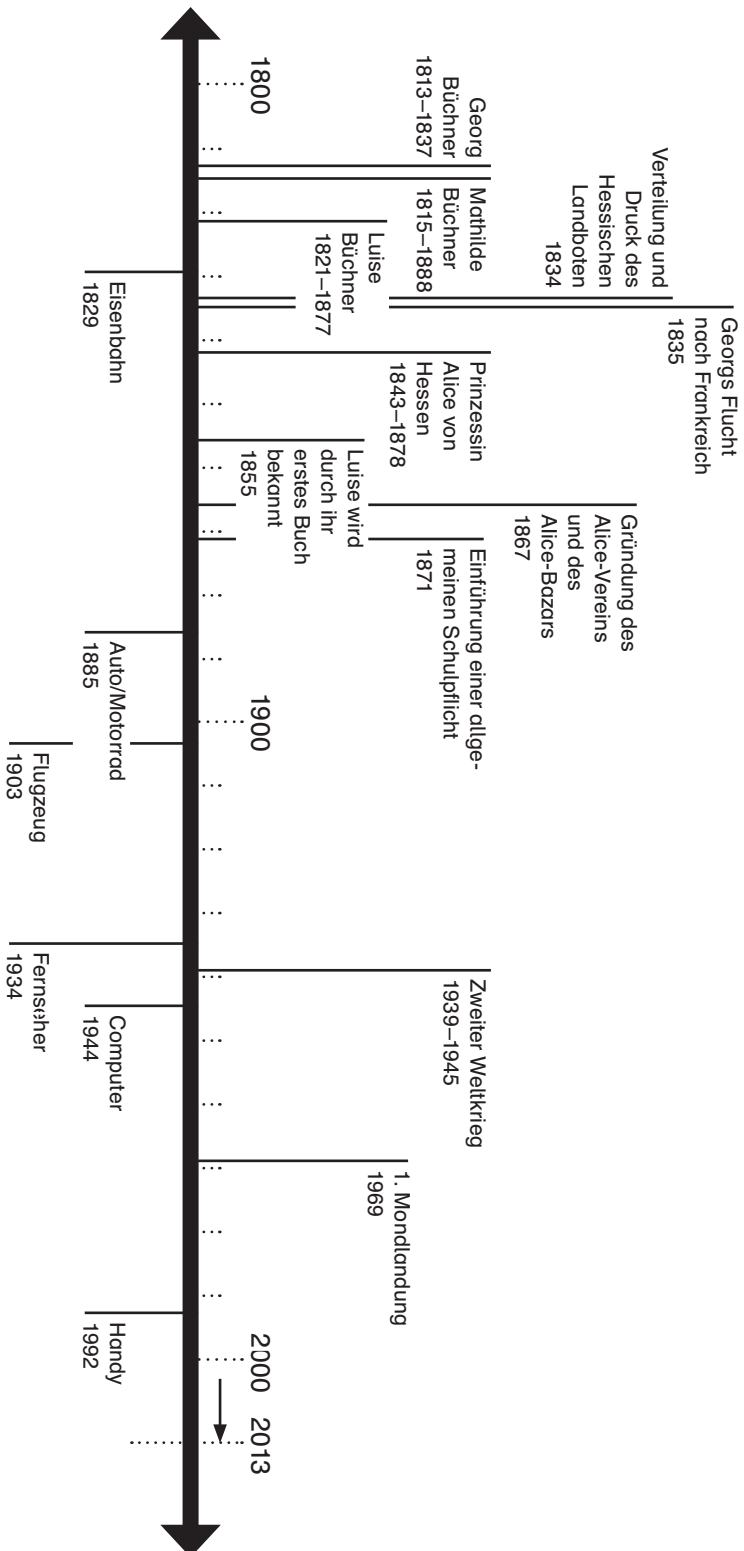 Georgs Flucht
nach Frankreich
1835
Verteilung und
Druck des
Hessischen
Landboten
1834
Gründung des
Alice-Vereins
und des
Alice-Bazars
1867
Georg
Büchner
1813–1837
Mathilde
Büchner
1815–1888
Prinzessin
Alice von
Hessen
1843–1878
Einführung einer allge-
meinen Schulpflicht
1871
Zweiter Weltkrieg
1939–1945
Luise
Büchner
1821–1877
Luise wird
durch ihr
erstes Buch
bekannt
1855
1. Mondlandung
1969
1800
1900
2000
2013
Eisenbahn
1829
Auto/Motorrad
1885
Computer
1944
Handy
1992
Flugzeug
1903
Fernseher
1934